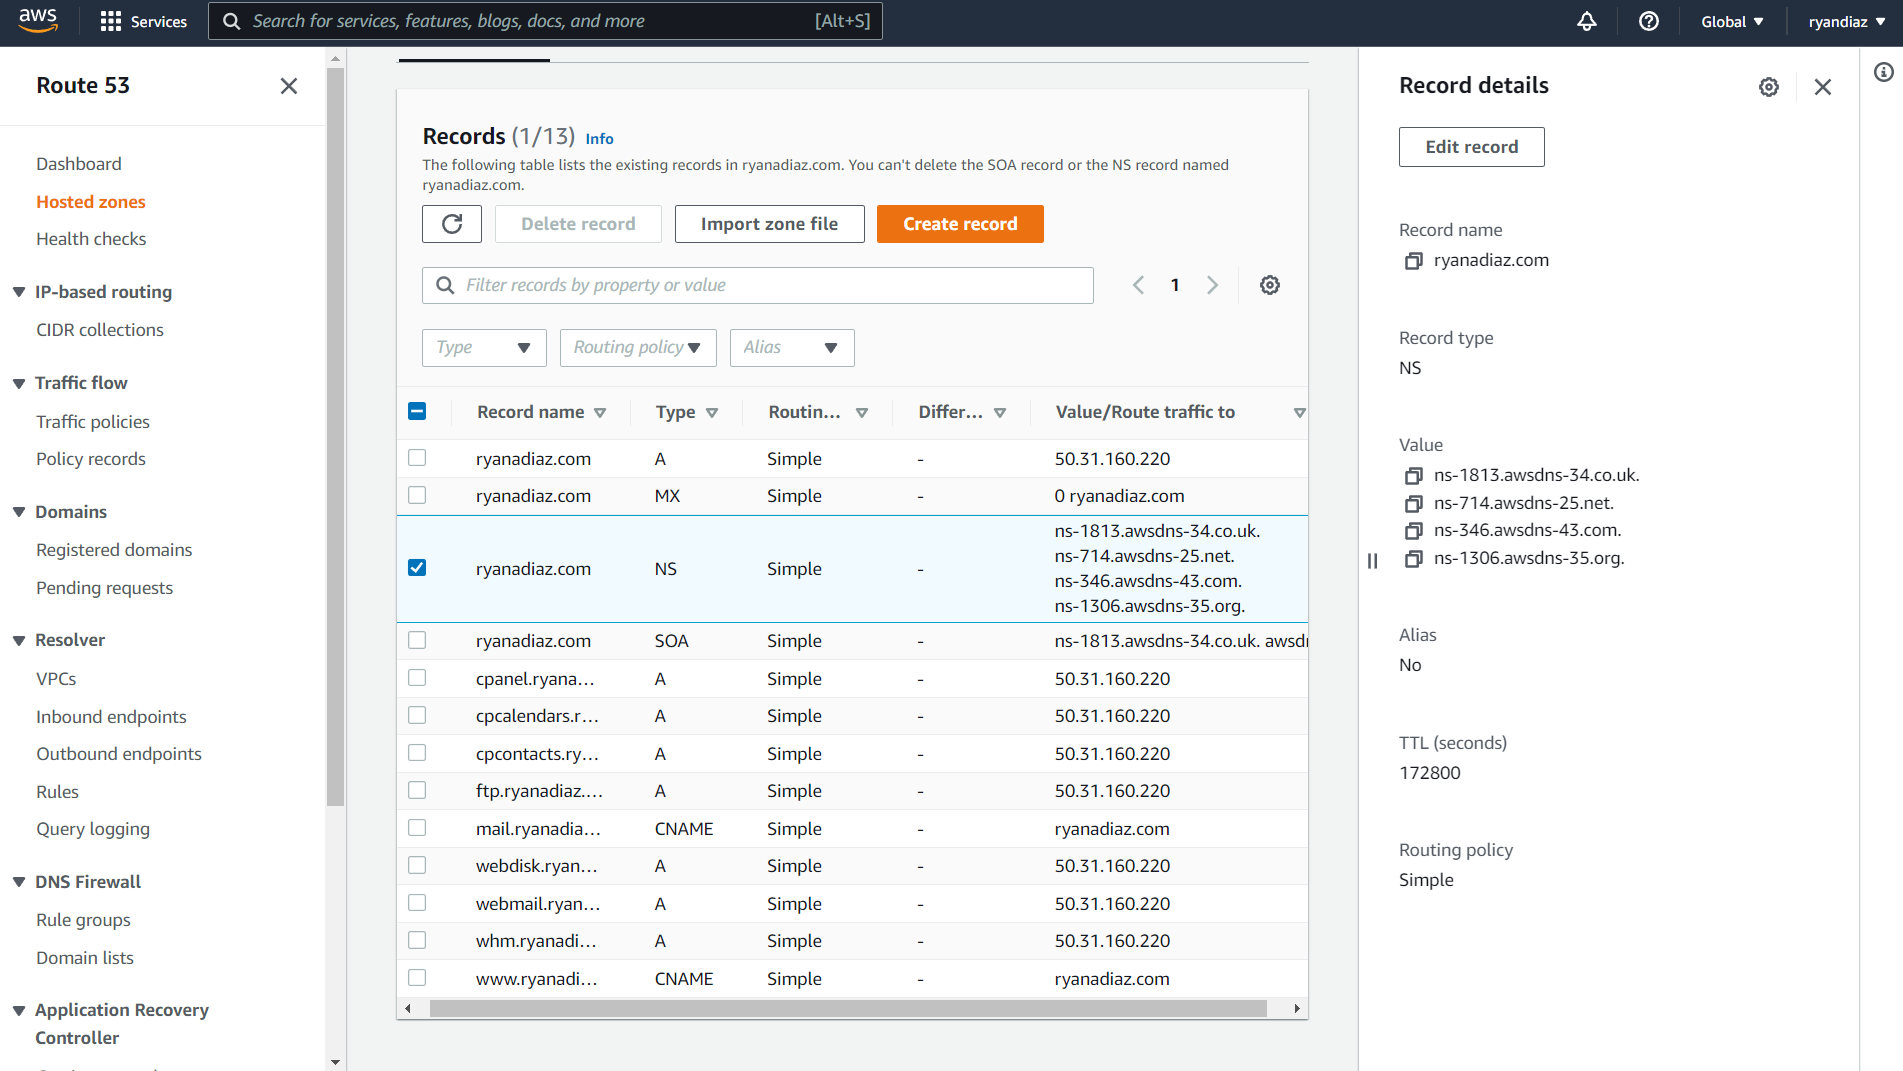 aws
Services
Search for services, features, blogs, docs, and more
[Alt+S]
Global
ryandiaz
Route 53
Dashboard
Hosted zones
Health checks
IP-based routing
CIDR collections
Traffic flow
Traffic policies
Policy records
Domains
Registered domains
Pending requests
Resolver
VPCs
Inbound endpoints
Outbound endpoints
Rules
Query logging
DNS Firewall
Rule groups
Domain lists
Application Recovery
Controller
Records (1/13) Info
The following table lists the existing records in ryanadiaz.com. You can't delete the SOA record or the NS record named
ryanadiaz.com.
Delete record
Import zone file
Create record
Filter records by property or value
1
Type
Routing policy
Alias
Record name Type Routin... Differ... Value/Route traffic to
ryanadiaz.com A Simple - 50.31.160.220
ryanadiaz.com MX Simple - 0 ryanadiaz.com
ryanadiaz.com NS Simple - ns-1813.awsdns-34.co.uk.
ns-714.awsdns-25.net.
ns-346.awsdns-43.com.
ns-1306.awsdns-35.org.
ryanadiaz.com SOA Simple - ns-1813.awsdns-34.co.uk. awsd
cpanel.ryana... A Simple - 50.31.160.220
cpcalendars.r... A Simple - 50.31.160.220
cpcontacts.ry... A Simple - 50.31.160.220
ftp.ryanadiaz.... A Simple - 50.31.160.220
mail.ryanadia... CNAME Simple - ryanadiaz.com
webdisk.ryan... A Simple - 50.31.160.220
webmail.ryan... A Simple - 50.31.160.220
whm.ryanadi... A Simple - 50.31.160.220
www.ryanadi... CNAME Simple - ryanadiaz.com
Record details
Edit record
Record name
ryanadiaz.com
Record type
NS
Value
ns-1813.awsdns-34.co.uk.
ns-714.awsdns-25.net.
ns-346.awsdns-43.com.
ns-1306.awsdns-35.org.
Alias
No
TTL (seconds)
172800
Routing policy
Simple